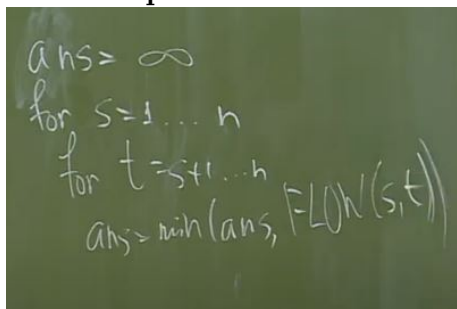 ans = ∞
for s=1...n
for t=s+1...n
ans = min(ans, FLOW(s,t))